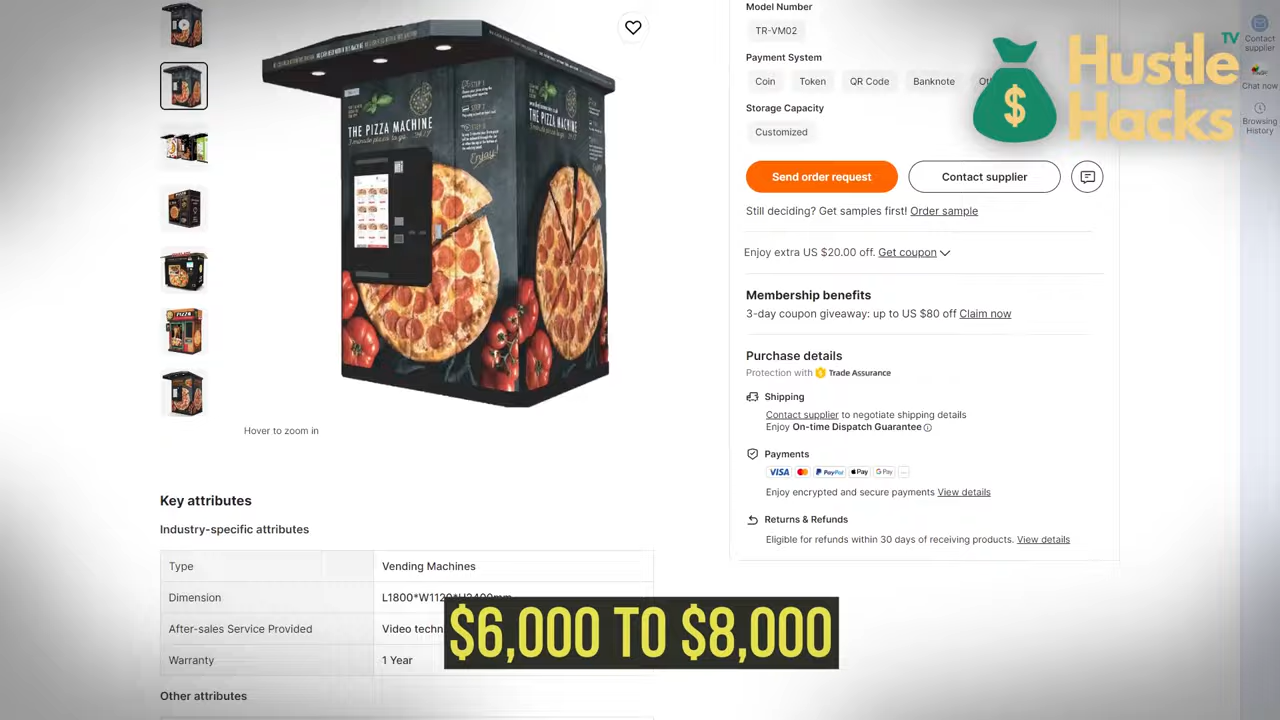 Model Number
TR-VM02
Payment System
Coin Token QR Code Banknote
Storage Capacity
Customized
Hustle TV
Hacks
$
Contact supplier
Chat now
Browsing History
Send order request
Contact supplier
Still deciding? Get samples first! Order sample
Enjoy extra US $20.00 off. Get coupon
Membership benefits
3-day coupon giveaway: up to US $80 off Claim now
Purchase details
Protection with Trade Assurance
Shipping
Contact supplier to negotiate shipping details
Enjoy On-time Dispatch Guarantee
Payments
VISA PayPal Pay G Pay
Enjoy encrypted and secure payments View details
Returns & Refunds
Eligible for refunds within 30 days of receiving products. View details
THE PIZZA MACHINE
THE PIZZA MACHINE
Enjoy!
PIZZA
Hover to zoom in
Key attributes
Industry-specific attributes
Type Vending Machines
Dimension
After-sales Service Provided Video techn
Warranty 1 Year
Other attributes
$6,000 TO $8,000